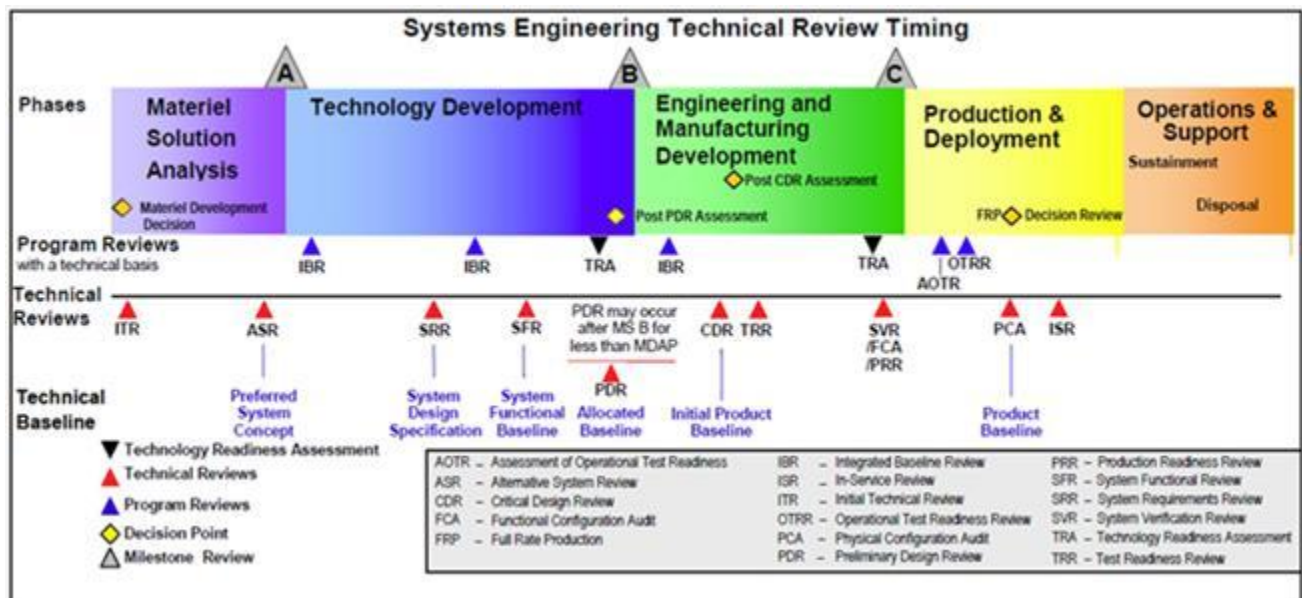 Systems Engineering Technical Review Timing
A
B
C
Phases
Materiel
Solution
Analysis
Technology Development
Engineering and
Manufacturing
Development
Production &
Deployment
Operations &
Support
Sustainment
Disposal
Materiel Development
Decision
Post PDR Assessment
Post CDR Assessment
FRP
Decision Review
Program Reviews
with a technical basis
IBR
IBR
TRA
IBR
TRA
AOTR
OTRR
Technical
Reviews
ITR
ASR
SRR
SFR
PDR may occur
after MS B for
less than MDAP
PDR
CDR
TRR
SVR
/FCA
/PRR
PCA
ISR
Technical
Baseline
Preferred
System
Concept
System
Design
Specification
System
Functional
Baseline
Allocated
Baseline
Initial Product
Baseline
Product
Baseline
Technology Readiness Assessment
Technical Reviews
Program Reviews
Decision Point
Milestone Review
AOTR – Assessment of Operational Test Readiness
ASR – Alternative System Review
CDR – Critical Design Review
FCA – Functional Configuration Audit
FRP – Full Rate Production
IBR – Integrated Baseline Review
ISR – In-Service Review
ITR – Initial Technical Review
OTRR – Operational Test Readiness Review
PCA – Physical Configuration Audit
PDR – Preliminary Design Review
PRR – Production Readiness Review
SFR – System Functional Review
SRR – System Requirements Review
SVR – System Verification Review
TRA – Technology Readiness Assessment
TRR – Test Readiness Review